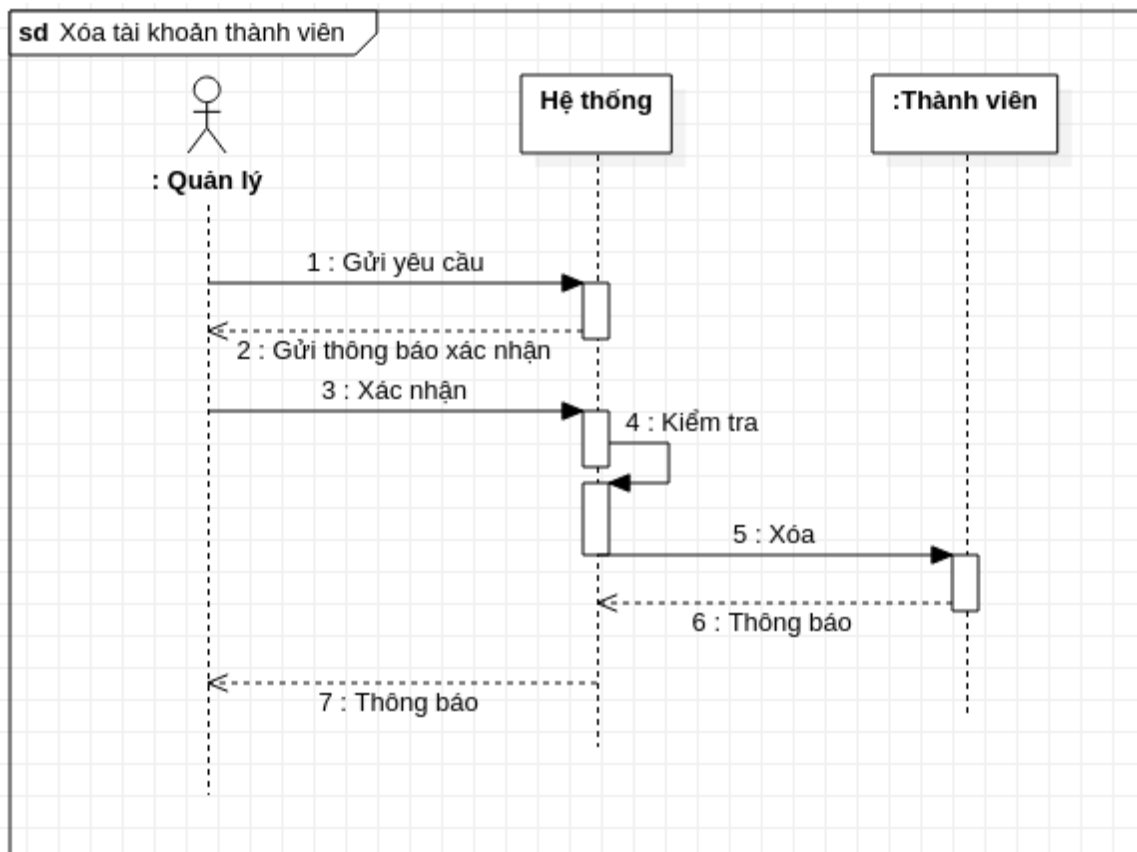 sd Xóa tài khoản thành viên
Hệ thống
:Thành viên
: Quản lý
1 : Gửi yêu cầu
2 : Gửi thông báo xác nhận
3 : Xác nhận
4 : Kiểm tra
5 : Xóa
6 : Thông báo
7 : Thông báo